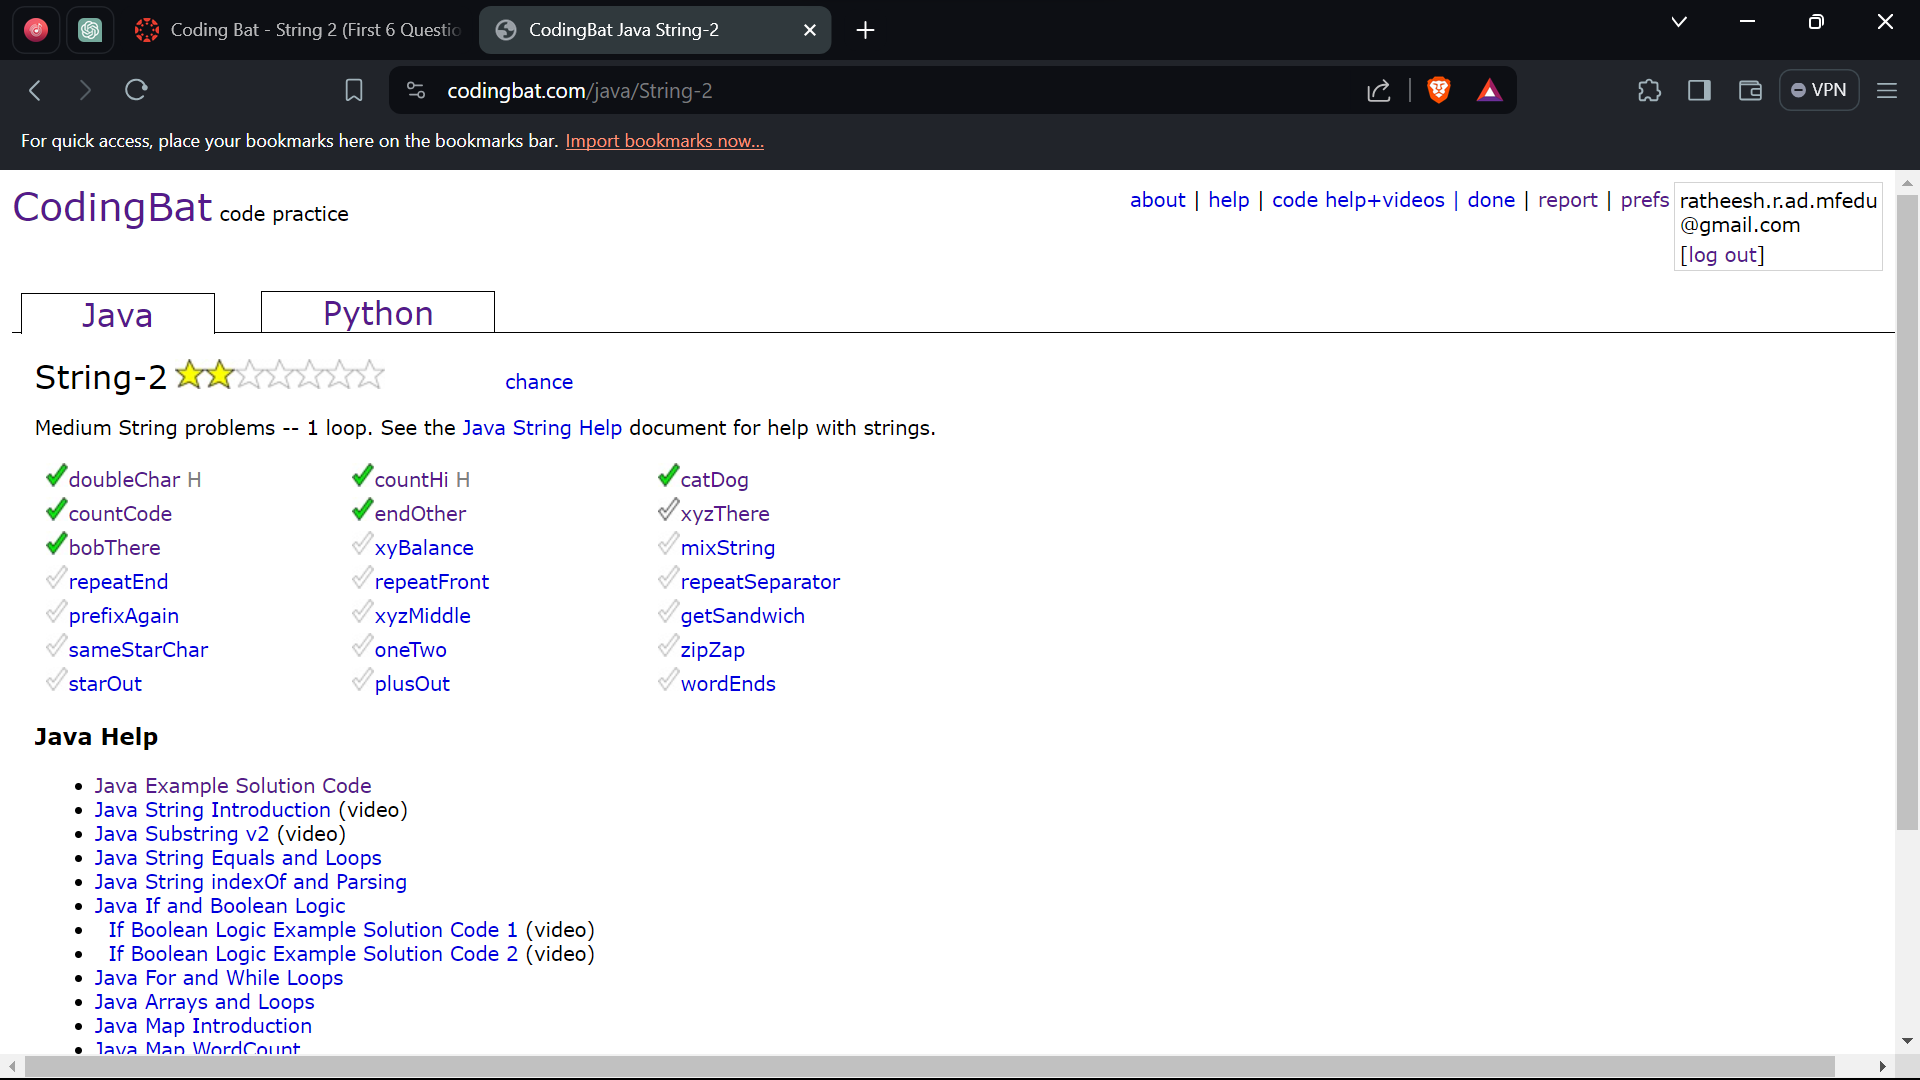 Coding Bat - String 2 (First 6 Questio
CodingBat Java String-2
codingbat.com/java/String-2
VPN
For quick access, place your bookmarks here on the bookmarks bar. Import bookmarks now...
CodingBat code practice
about | help | code help+videos | done | report | prefs
ratheesh.r.ad.mfedu
@gmail.com
[log out]
Java
Python
String-2
chance
Medium String problems -- 1 loop. See the Java String Help document for help with strings.
doubleChar H
countHi H
catDog
countCode
endOther
xyzThere
bobThere
xyBalance
mixString
repeatEnd
repeatFront
repeatSeparator
prefixAgain
xyzMiddle
getSandwich
sameStarChar
oneTwo
zipZap
starOut
plusOut
wordEnds
Java Help
Java Example Solution Code
Java String Introduction (video)
Java Substring v2 (video)
Java String Equals and Loops
Java String indexOf and Parsing
Java If and Boolean Logic
If Boolean Logic Example Solution Code 1 (video)
If Boolean Logic Example Solution Code 2 (video)
Java For and While Loops
Java Arrays and Loops
Java Map Introduction
Java Map WordCount